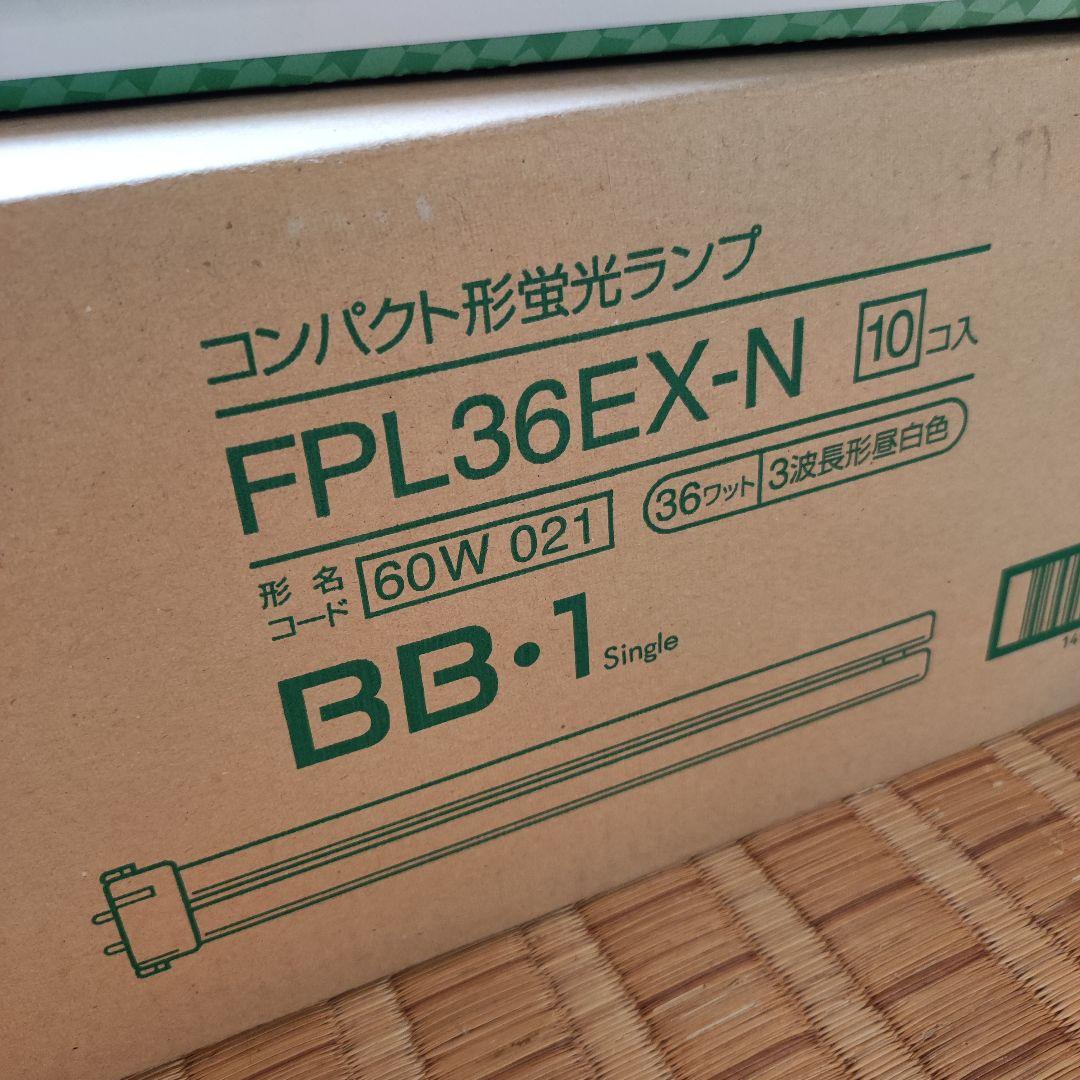 コンパクト形蛍光ランプ
FPL36EX-N 10コ入
形名コード 60W 021 36ワット 3波長形昼白色
BB・1 Single
14